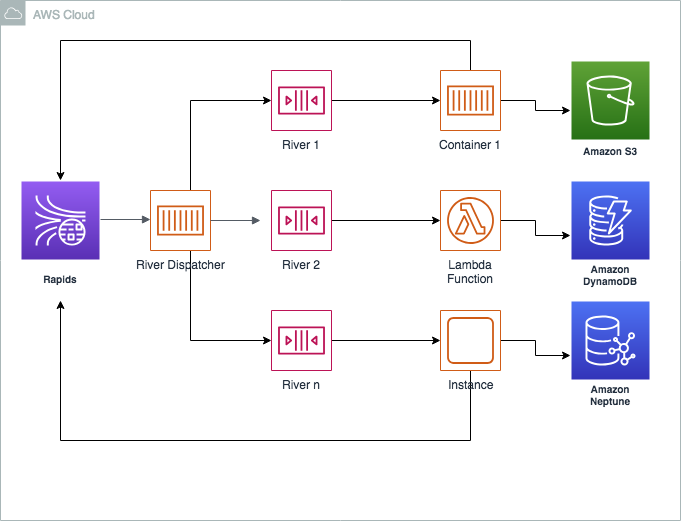 AWS Cloud
River 1
Container 1
Amazon S3
Rapids
River Dispatcher
River 2
Lambda
Function
Amazon
DynamoDB
River n
Instance
Amazon
Neptune